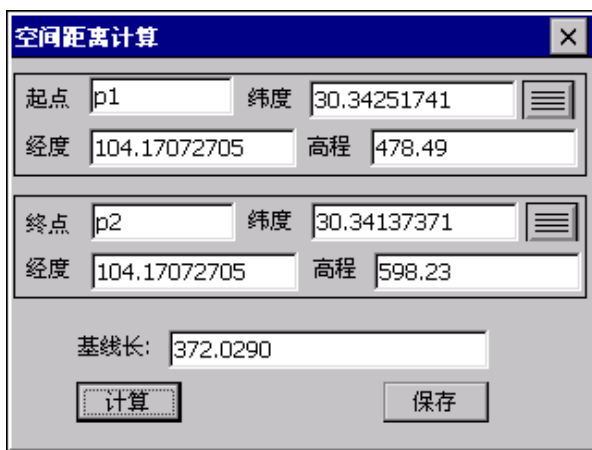 空间距离计算
起点 p1 纬度 30.34251741
经度 104.17072705 高程 478.49
终点 p2 纬度 30.34137371
经度 104.17072705 高程 598.23
基线长: 372.0290
计算 保存